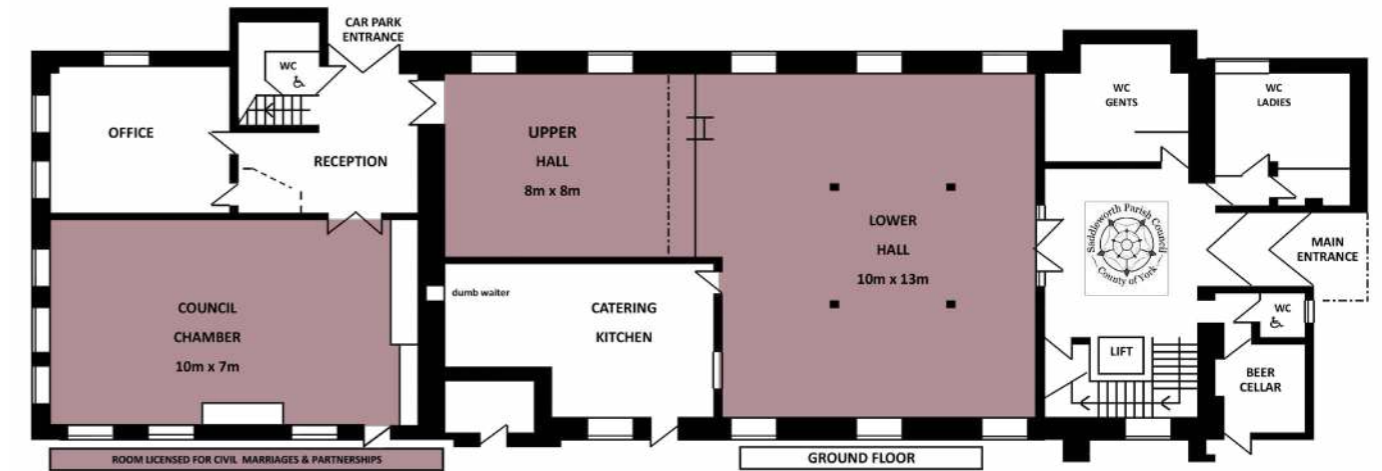 CAR PARK
ENTRANCE
WC
OFFICE
RECEPTION
UPPER
HALL
8m x 8m
LOWER
HALL
10m x 13m
WC
GENTS
WC
LADIES
Saddleworth Parish Council
County of York
MAIN
ENTRANCE
COUNCIL
CHAMBER
10m x 7m
dumb waiter
CATERING
KITCHEN
LIFT
WC
BEER
CELLAR
ROOM LICENSED FOR CIVIL MARRIAGES & PARTNERSHIPS
GROUND FLOOR